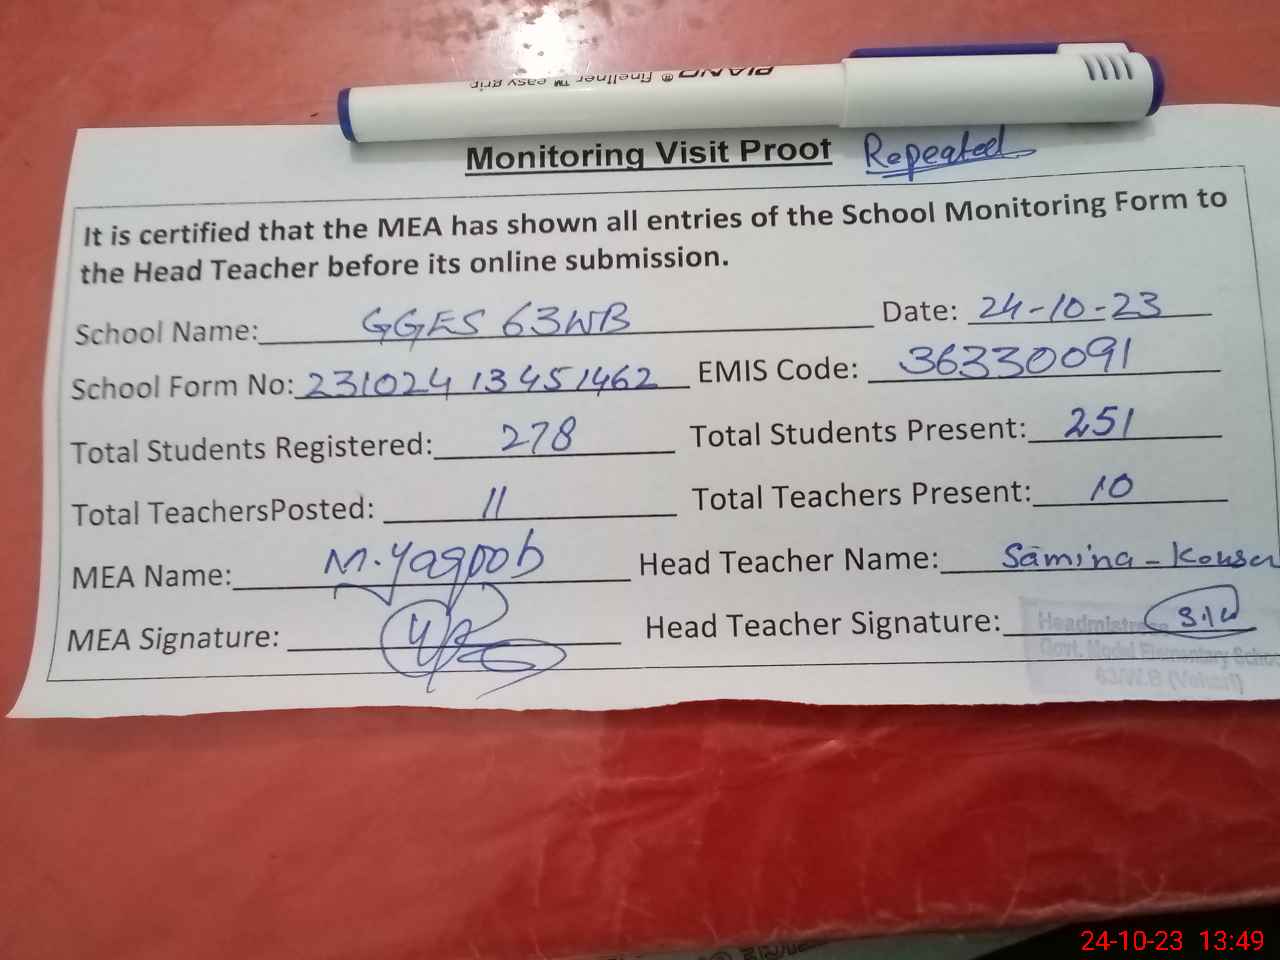 PIANO ® fineliner ™ easy grip
Monitoring Visit Proof Repeated
It is certified that the MEA has shown all entries of the School Monitoring Form to
the Head Teacher before its online submission.
School Name: GGES 63WB Date: 24-10-23
School Form No: 231024 13451462 EMIS Code: 36330091
Total Students Registered: 278 Total Students Present: 251
Total TeachersPosted: 11 Total Teachers Present: 10
MEA Name: M.Yaqoob Head Teacher Name: Samina - Kousar
MEA Signature: Head Teacher Signature:
Headmistress
Govt. Model Elementary School
63/W.B (Vehari)
24-10-23 13:49